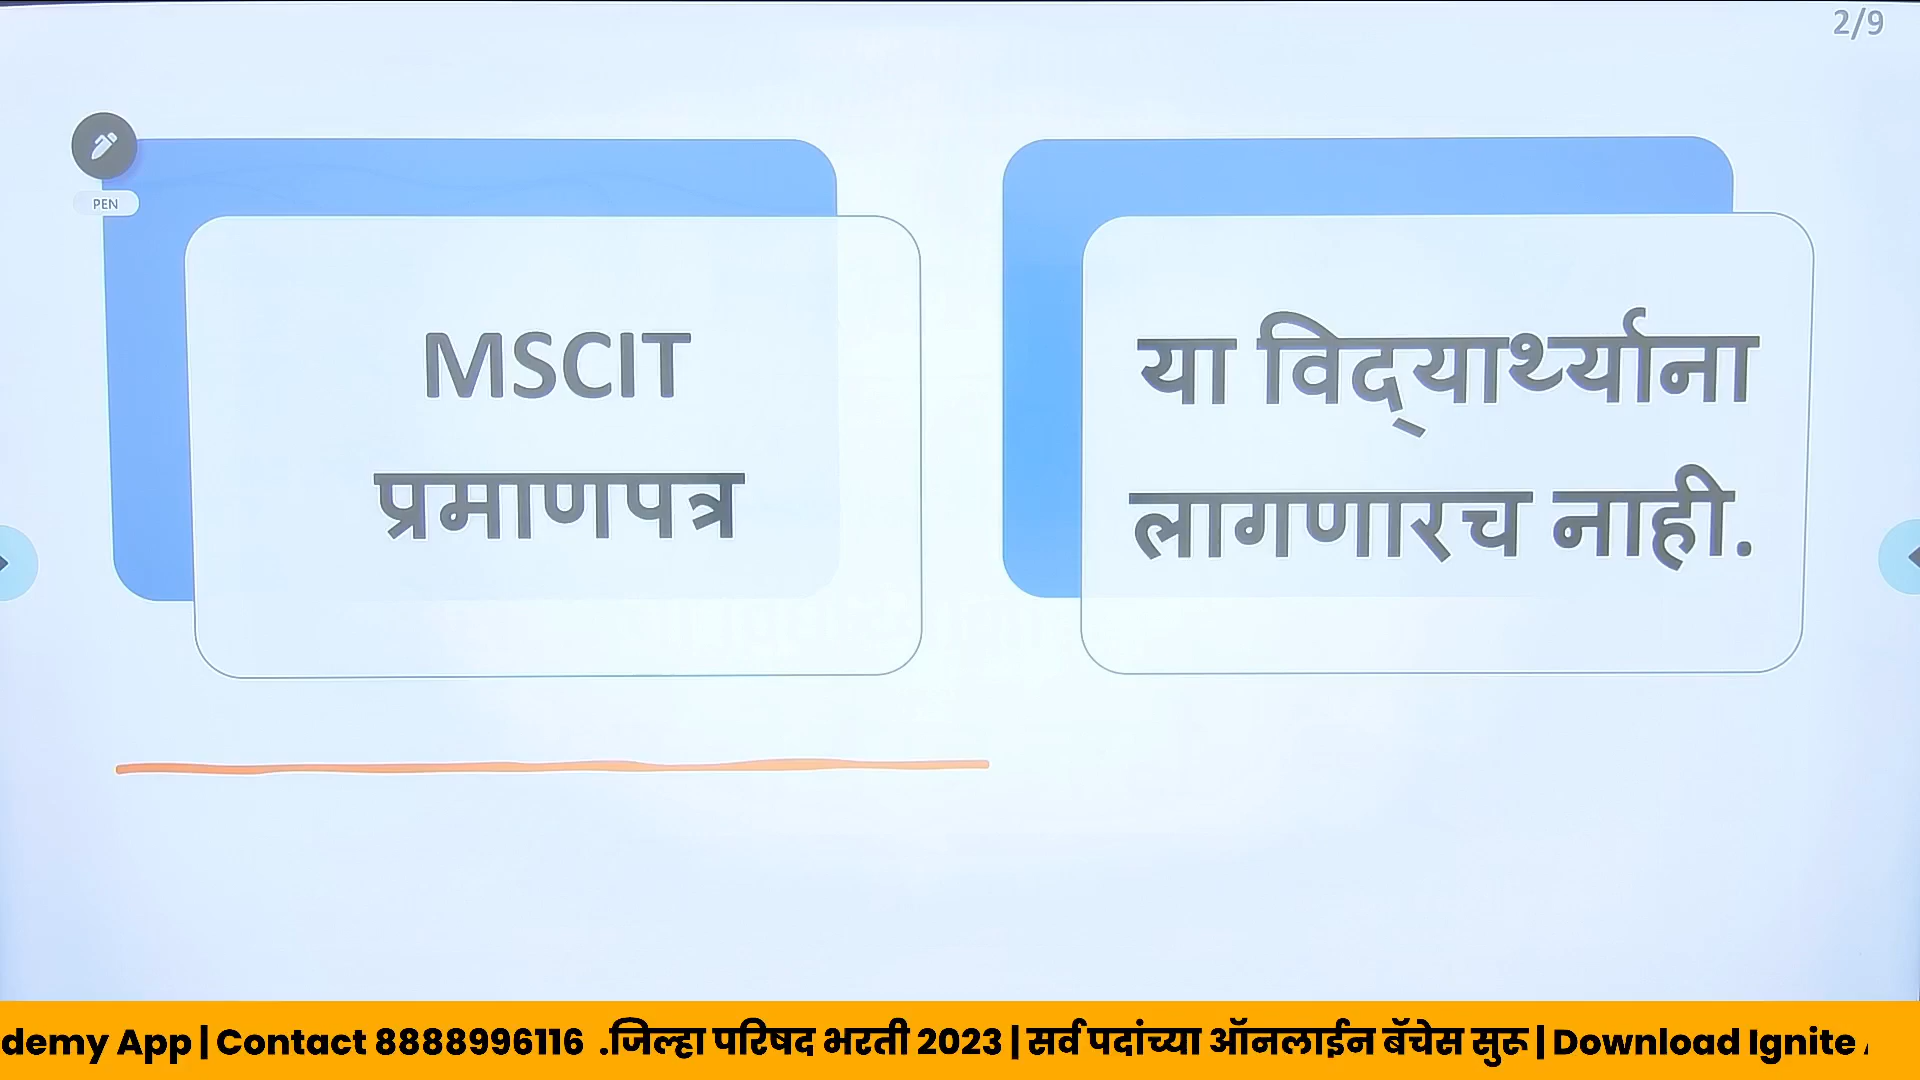 2/9
PEN
MSCIT
प्रमाणपत्र
या विद्यार्थ्यांना
लागणारच नाही.
demy App | Contact 8888996116 .जिल्हा परिषद भरती 2023 | सर्व पदांच्या ऑनलाईन बॅचेस सुरू | Download Ignite